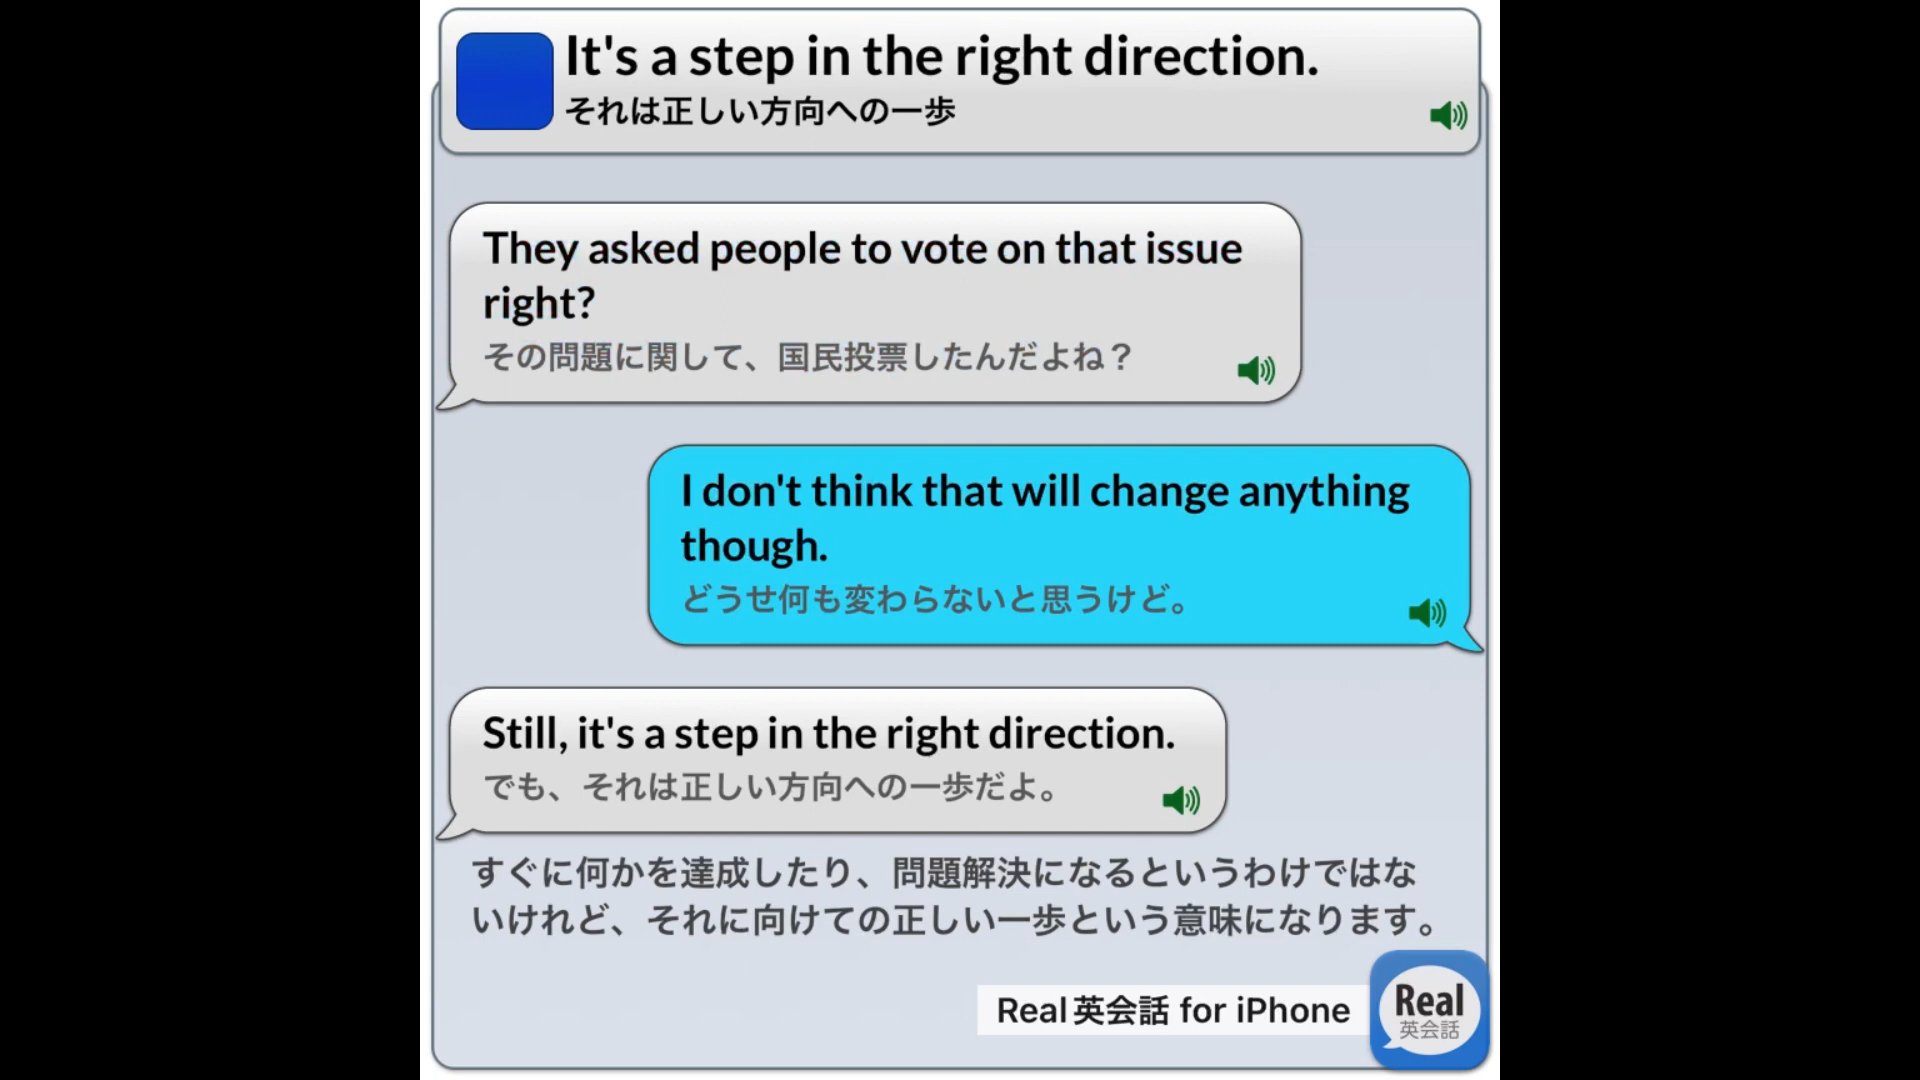 It's a step in the right direction.
それは正しい方向への一歩
They asked people to vote on that issue
right?
その問題に関して、国民投票したんだよね？
I don't think that will change anything
though.
どうせ何も変わらないと思うけど。
Still, it's a step in the right direction.
でも、それは正しい方向への一歩だよ。
すぐに何かを達成したり、問題解決になるというわけではな
いけれど、それに向けての正しい一歩という意味になります。
Real英会話 for iPhone
Real
英会話